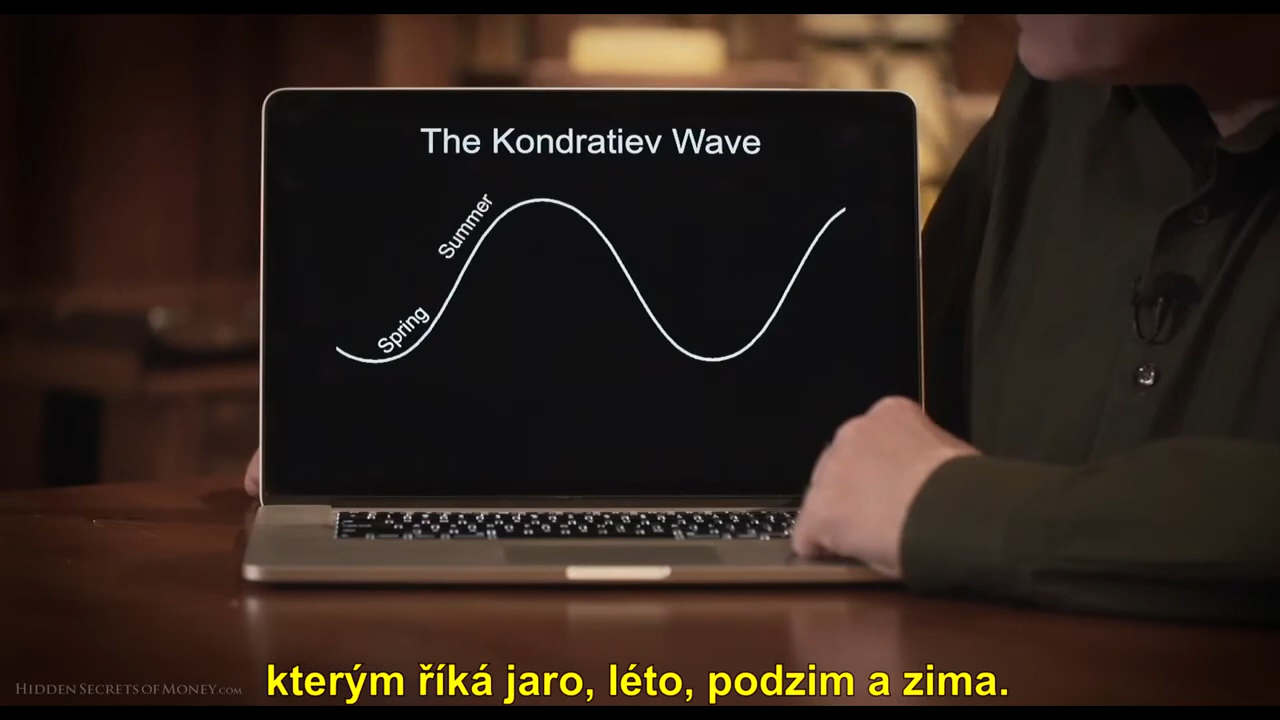 The Kondratiev Wave
Summer
Spring
HIDDEN SECRETS OF MONEY.COM
kterým říká jaro, léto, podzim a zima.